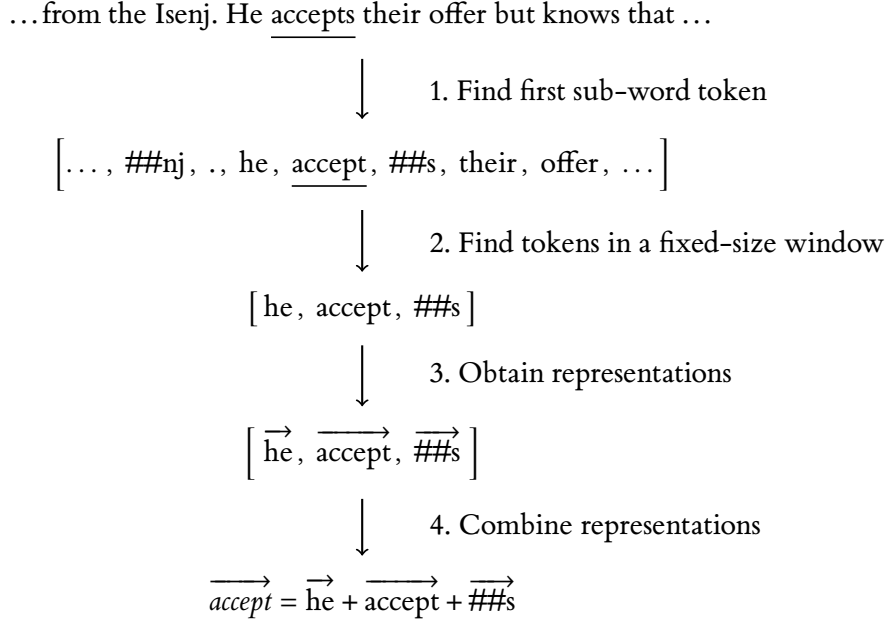 …from the Isenj. He accepts their offer but knows that …
1. Find first sub-word token
[…, ##nj, ., he, accept, ##s, their, offer, …]
2. Find tokens in a fixed-size window
[he, accept, ##s]
3. Obtain representations
[he, accept, ##s]
4. Combine representations
accept = he + accept + ##s